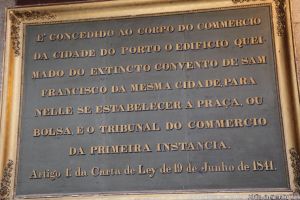 E' CONCEDIDO AO CORPO DO COMMERCIO
DA CIDADE DO PORTO O EDIFICIO QUEI-
MADO DO EXTINCTO CONVENTO DE SAM
FRANCISCO DA MESMA CIDADE, PARA
NELLE SE ESTABELECER A PRAÇA, OU
BOLSA, E O TRIBUNAL DO COMMERCIO
DA PRIMEIRA INSTANCIA.
Artigo 1.º da Carta de Ley de 19 de Junho de 1841.